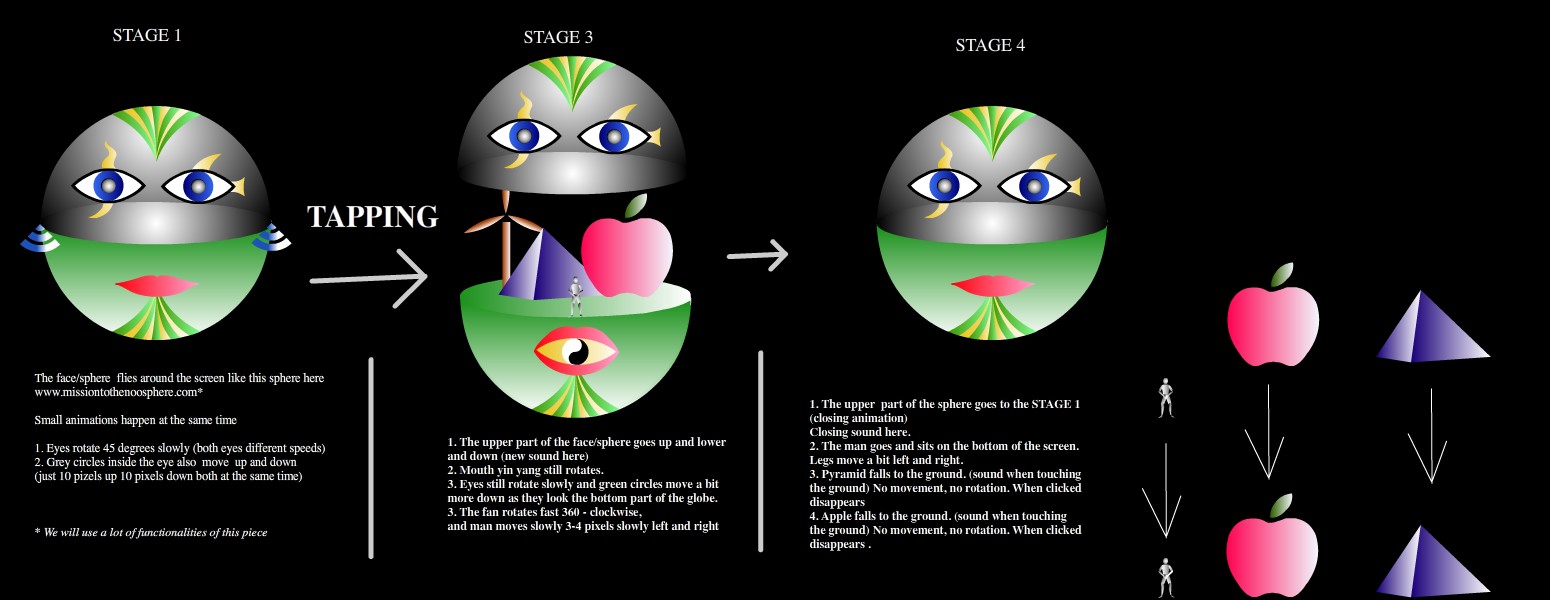 STAGE 1
The face/sphere flies around the screen like this sphere here
www.missiontothenoosphere.com*
Small animations happen at the same time
1. Eyes rotate 45 degrees slowly (both eyes different speeds)
2. Grey circles inside the eye also move up and down
(just 10 pizels up 10 pixels down both at the same time)
* We will use a lot of functionalities of this piece
TAPPING
STAGE 3
1. The upper part of the face/sphere goes up and lower
and down (new sound here)
2. Mouth yin yang still rotates.
3. Eyes still rotate slowly and green circles move a bit
more down as they look the bottom part of the globe.
3. The fan rotates fast 360 - clockwise,
and man moves slowly 3-4 pixels slowly left and right
STAGE 4
1. The upper part of the sphere goes to the STAGE 1
(closing animation)
Closing sound here.
2. The man goes and sits on the bottom of the screen.
Legs move a bit left and right.
3. Pyramid falls to the ground. (sound when touching
the ground) No movement, no rotation. When clicked
disappears
4. Apple falls to the ground. (sound when touching
the ground) No movement, no rotation. When clicked
disappears .